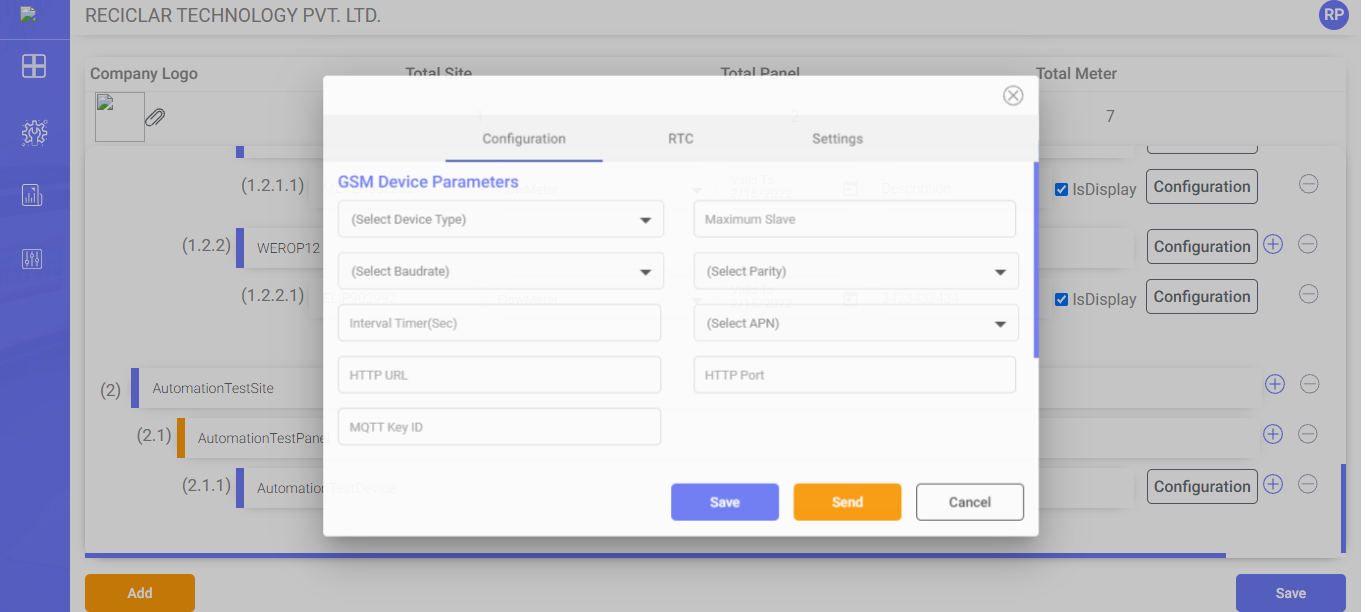 RECICLAR TECHNOLOGY PVT. LTD.
RP
Company Logo
Total Site
Total Panel
Total Meter
7
Configuration
RTC
Settings
GSM Device Parameters
(1.2.1.1)
Description
IsDisplay
Configuration
(Select Device Type)
Maximum Slave
(1.2.2)
WEROP12
Configuration
(Select Baudrate)
(Select Parity)
(1.2.2.1)
IsDisplay
Configuration
Interval Timer(Sec)
(Select APN)
HTTP URL
HTTP Port
(2)
AutomationTestSite
MQTT Key ID
(2.1)
AutomationTestPane
(2.1.1)
AutomationTestDevice
Configuration
Save
Send
Cancel
Add
Save